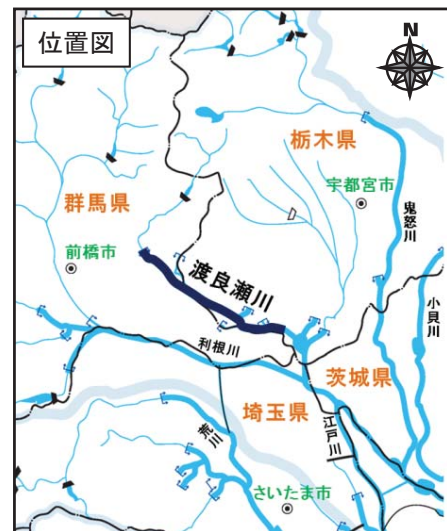 位置図
N
栃木県
宇都宮市
群馬県
前橋市
鬼怒川
小貝川
渡良瀬川
利根川
茨城県
埼玉県
江戸川
荒川
さいたま市